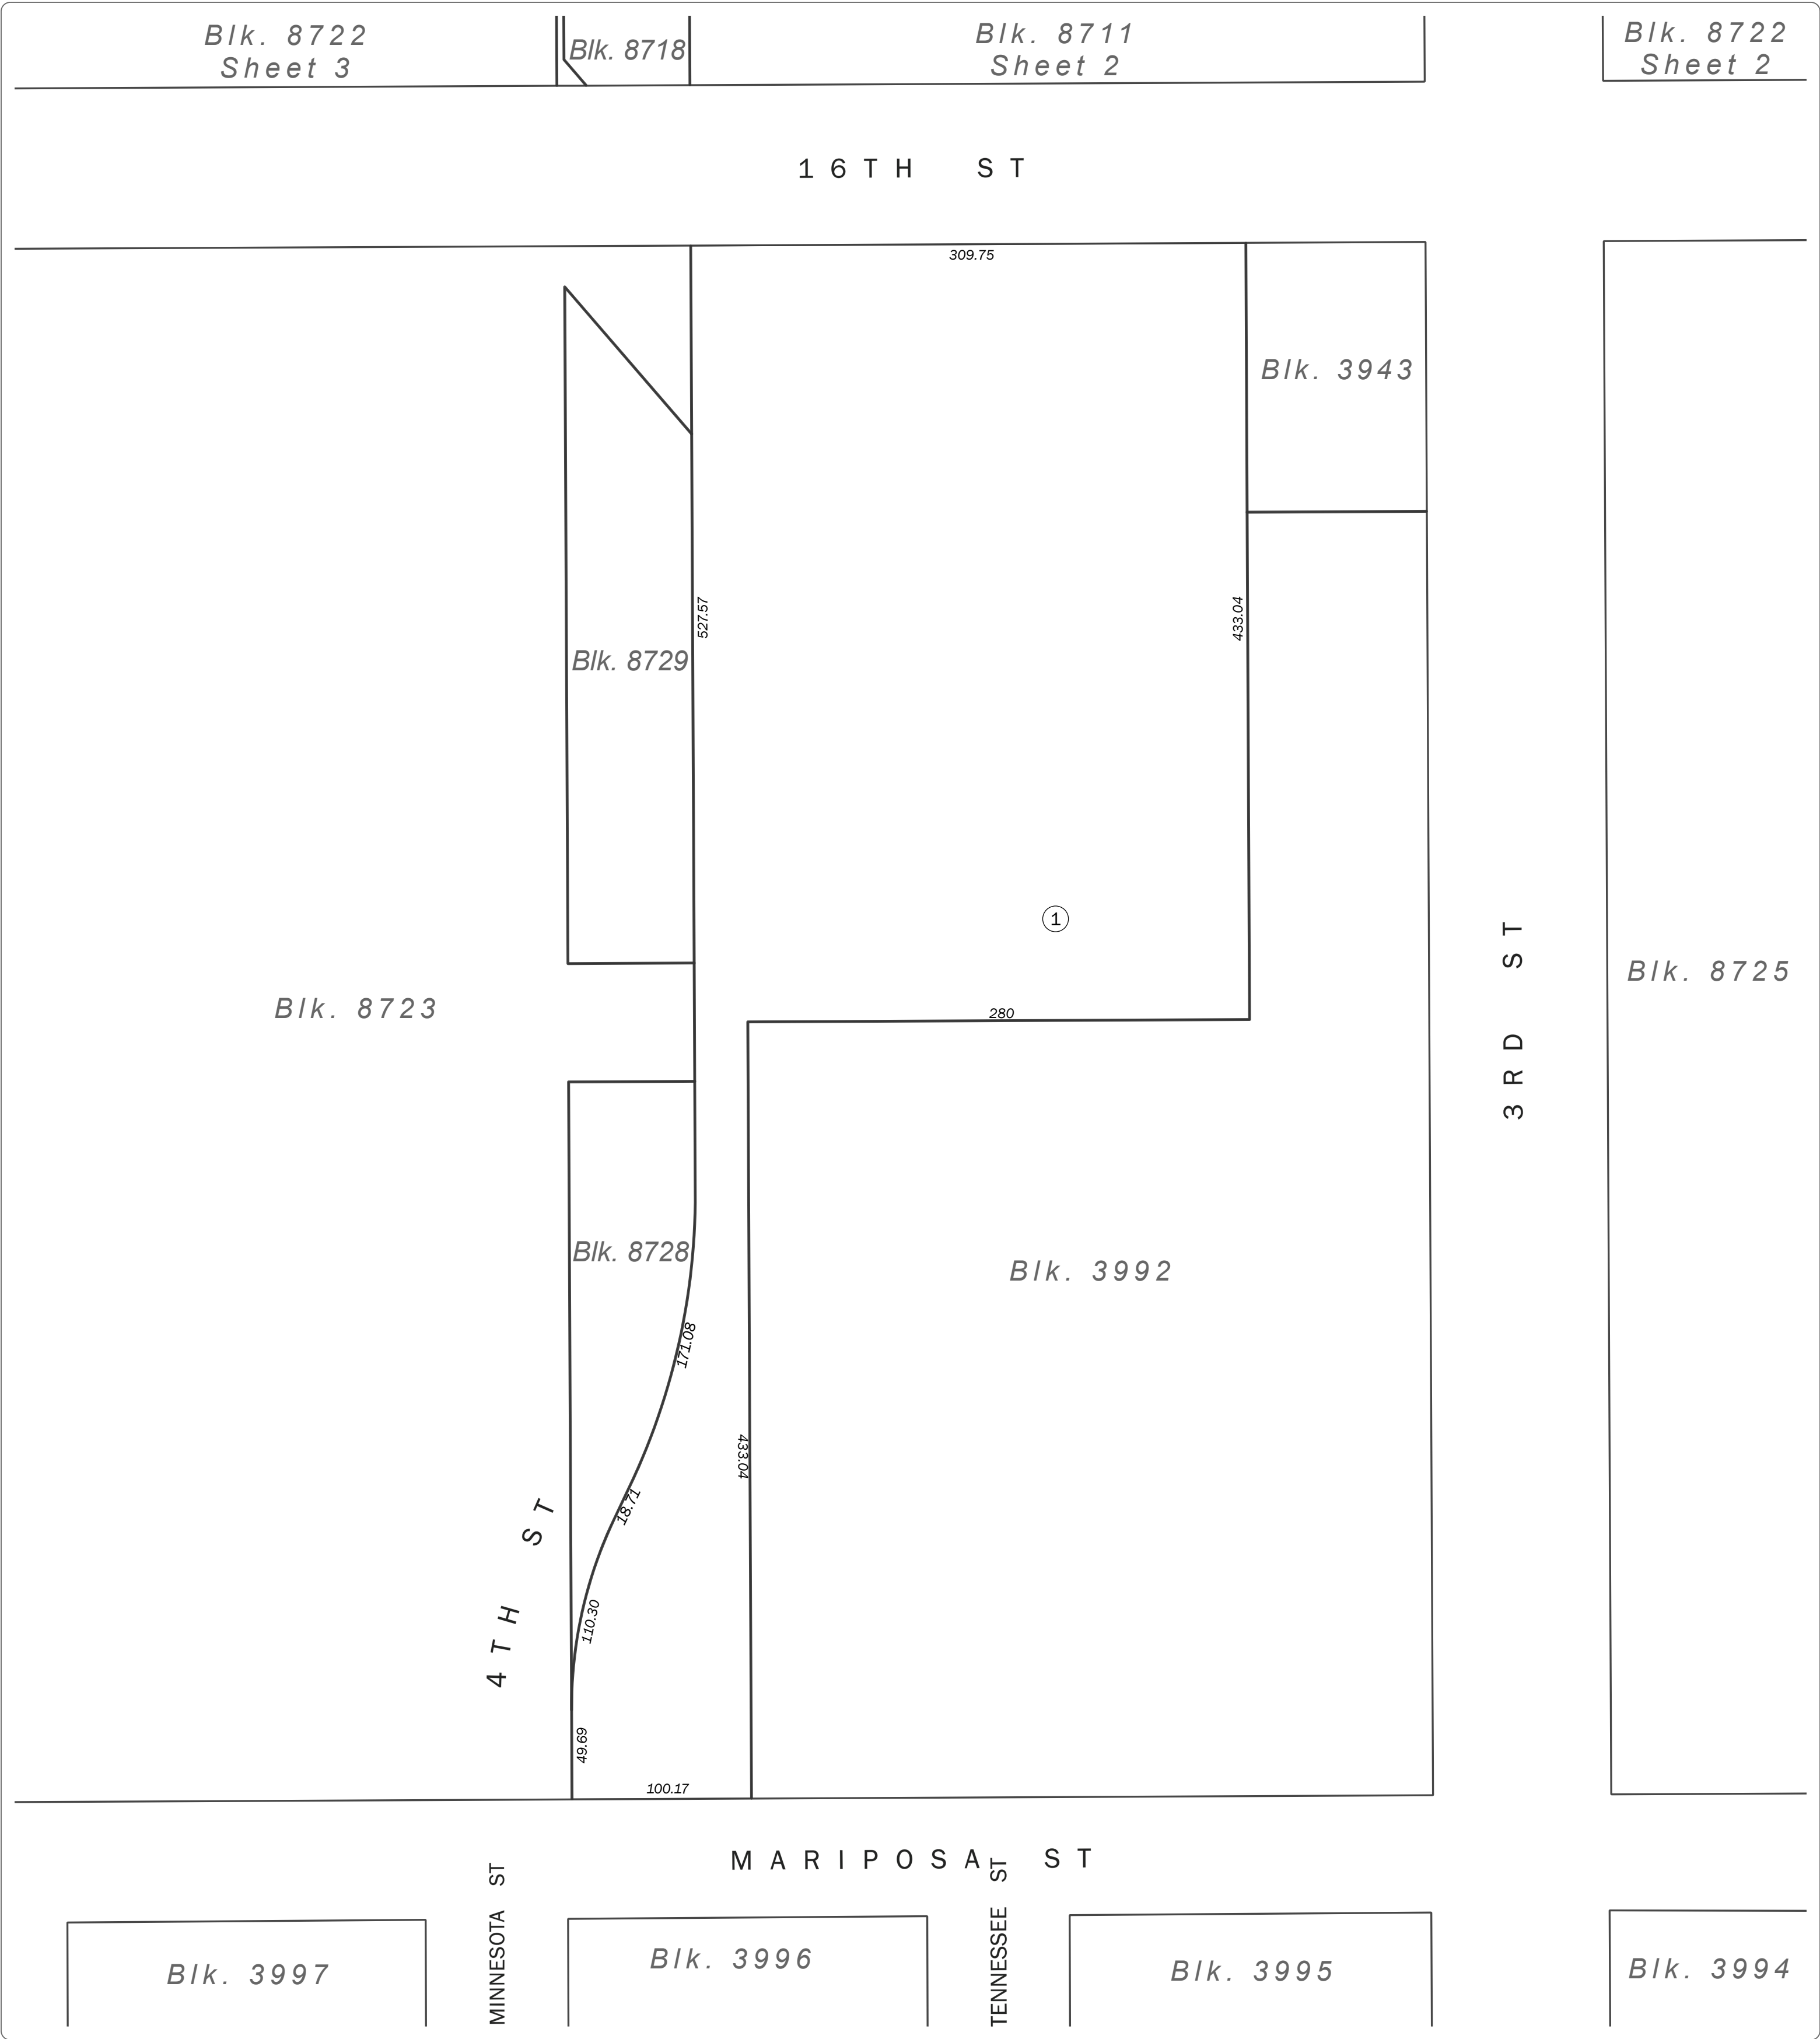 Blk. 8722
Sheet 3
Blk. 8718
Blk. 8711
Sheet 2
Blk. 8722
Sheet 2
16TH ST
309.75
Blk. 3943
527.57
433.04
Blk. 8729
1
3RD ST
Blk. 8725
Blk. 8723
280
Blk. 8728
Blk. 3992
171.08
433.04
18.71
4TH ST
110.30
49.69
100.17
MARIPOSA ST
MINNESOTA ST
TENNESSEE ST
Blk. 3997
Blk. 3996
Blk. 3995
Blk. 3994